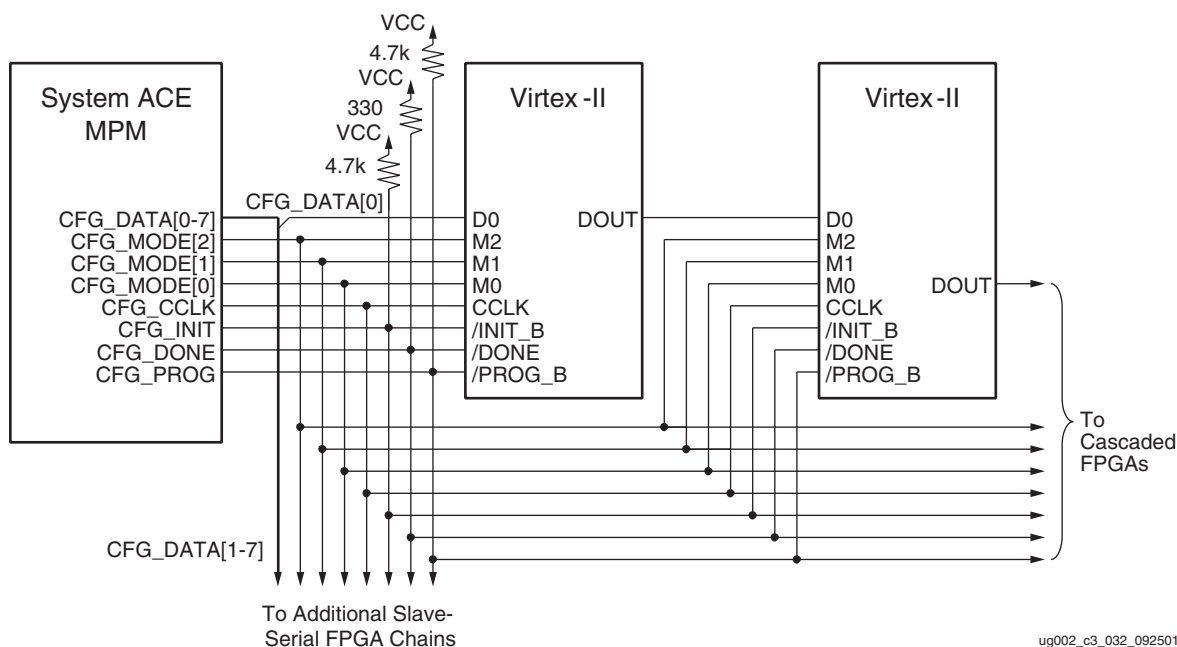 VCC
4.7k
VCC
330
VCC
4.7k
System ACE
MPM
CFG_DATA[0-7]
CFG_MODE[2]
CFG_MODE[1]
CFG_MODE[0]
CFG_CCLK
CFG_INIT
CFG_DONE
CFG_PROG
CFG_DATA[0]
Virtex-II
D0
M2
M1
M0
CCLK
/INIT_B
/DONE
/PROG_B
DOUT
Virtex-II
D0
M2
M1
M0
CCLK
/INIT_B
/DONE
/PROG_B
DOUT
To
Cascaded
FPGAs
CFG_DATA[1-7]
To Additional Slave-
Serial FPGA Chains
ug002_c3_032_092501